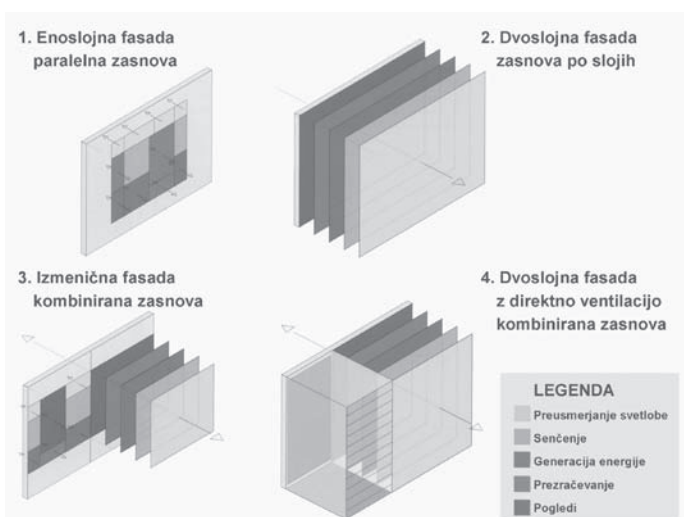 1. Enoslojna fasada
paralelna zasnova
2. Dvoslojna fasada
zasnova po slojih
3. Izmenična fasada
kombinirana zasnova
4. Dvoslojna fasada
z direktno ventilacijo
kombinirana zasnova
LEGENDA
Preusmerjanje svetlobe
Senčenje
Generacija energije
Prezračevanje
Pogledi